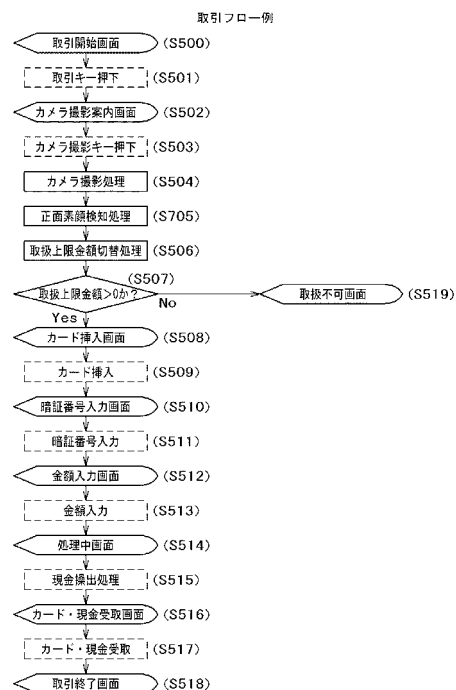 取引フロー例
取引開始画面 (S500)
取引キー押下 (S501)
カメラ撮影案内画面 (S502)
カメラ撮影キー押下 (S503)
カメラ撮影処理 (S504)
正面素顔検知処理 (S705)
取扱上限金額切替処理 (S506)
(S507)
取扱上限金額>0か?
No
取扱不可画面 (S519)
Yes
カード挿入画面 (S508)
カード挿入 (S509)
暗証番号入力画面 (S510)
暗証番号入力 (S511)
金額入力画面 (S512)
金額入力 (S513)
処理中画面 (S514)
現金繰出処理 (S515)
カード・現金受取画面 (S516)
カード・現金受取 (S517)
取引終了画面 (S518)